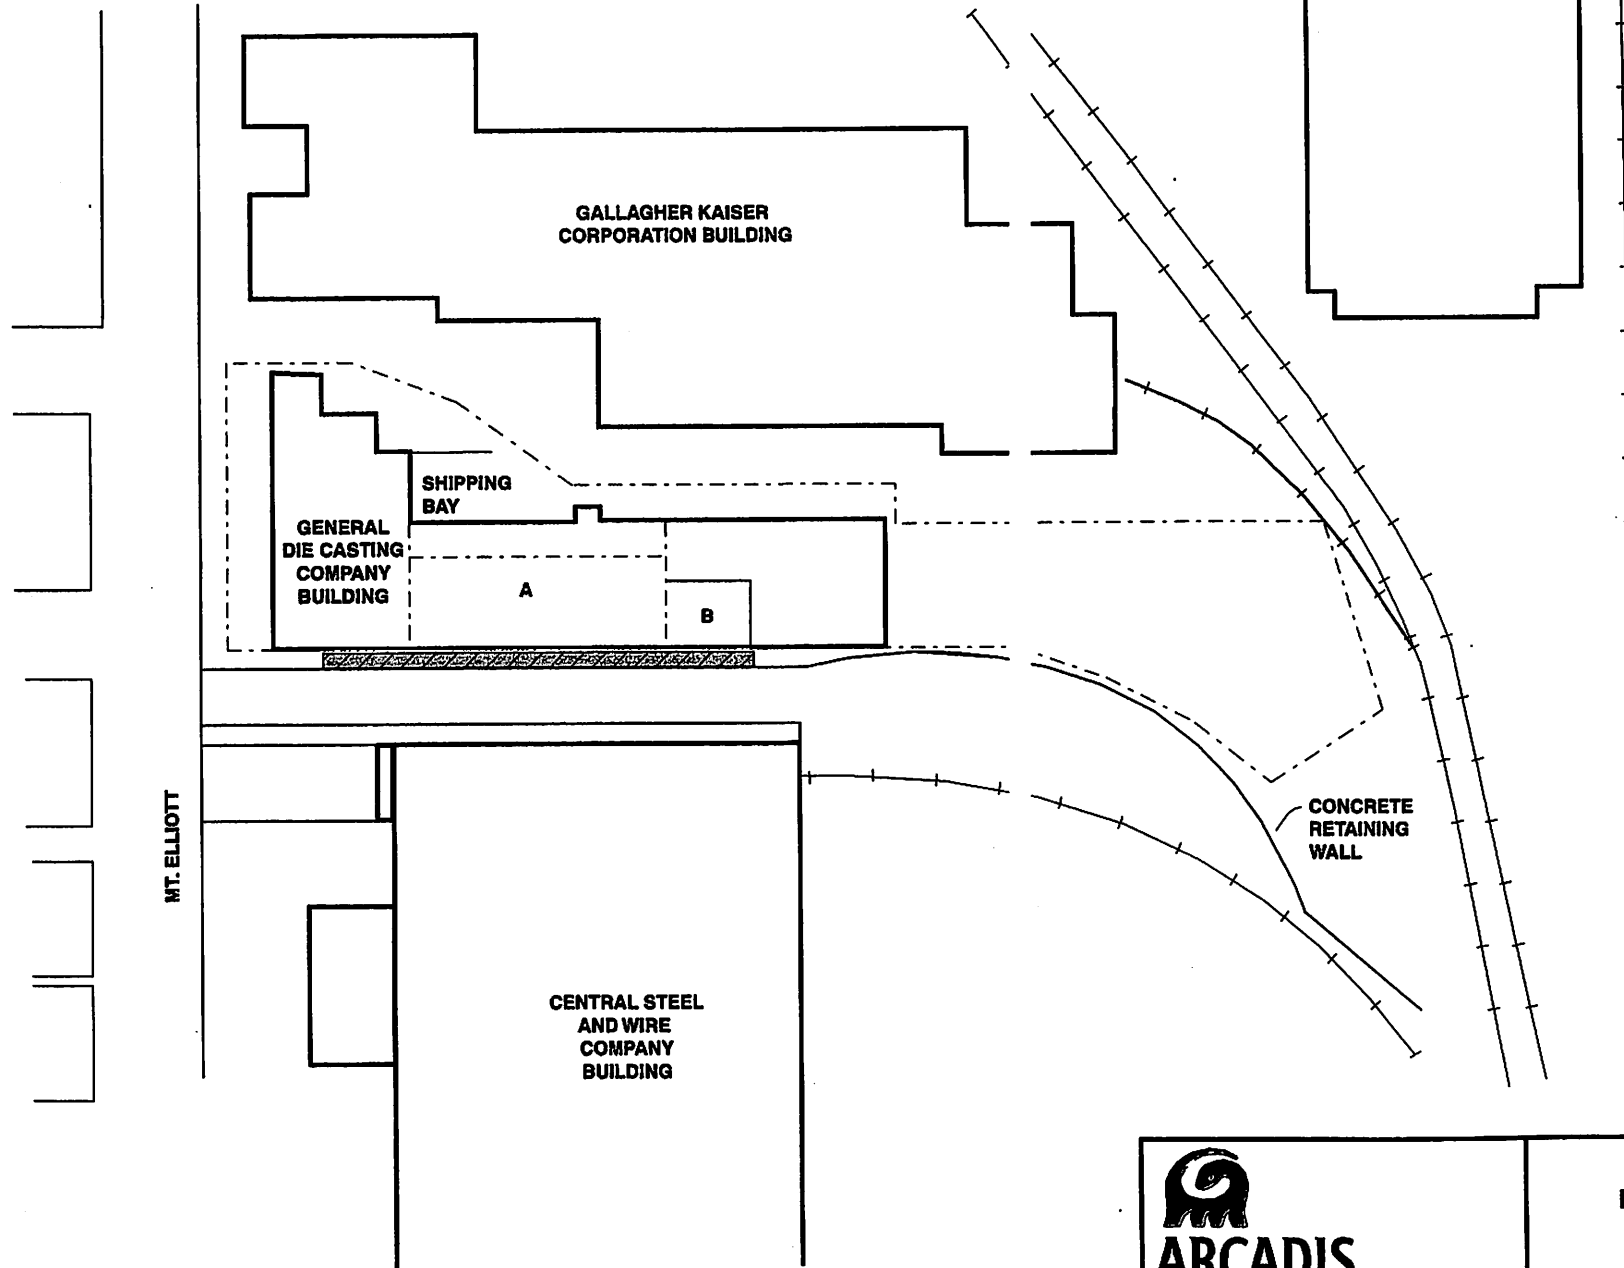 GALLAGHER KAISER
CORPORATION BUILDING
SHIPPING
BAY
GENERAL
DIE CASTING
COMPANY
BUILDING
A
B
MT. ELLIOTT
CONCRETE
RETAINING
WALL
CENTRAL STEEL
AND WIRE
COMPANY
BUILDING
ARCADIS